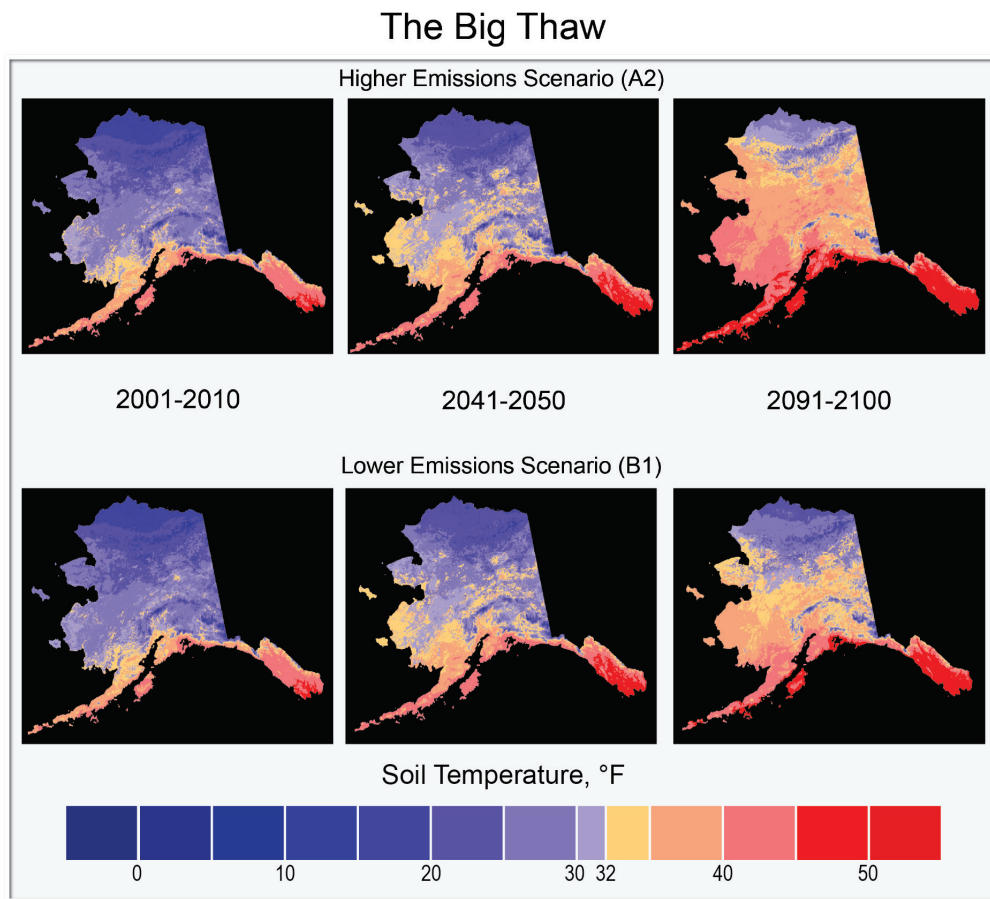 The Big Thaw
Higher Emissions Scenario (A2)
2001-2010 2041-2050 2091-2100
Lower Emissions Scenario (B1)
Soil Temperature, °F
0 10 20 30 32 40 50